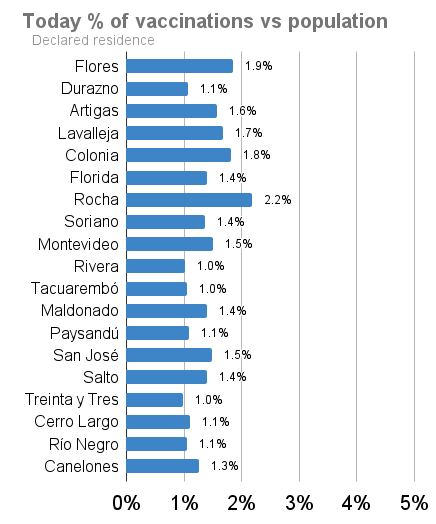 Today % of vaccinations vs population
Declared residence
Flores 1.9%
Durazno 1.1%
Artigas 1.6%
Lavalleja 1.7%
Colonia 1.8%
Florida 1.4%
Rocha 2.2%
Soriano 1.4%
Montevideo 1.5%
Rivera 1.0%
Tacuarembó 1.0%
Maldonado 1.4%
Paysandú 1.1%
San José 1.5%
Salto 1.4%
Treinta y Tres 1.0%
Cerro Largo 1.1%
Río Negro 1.1%
Canelones 1.3%
0% 1% 2% 3% 4% 5%